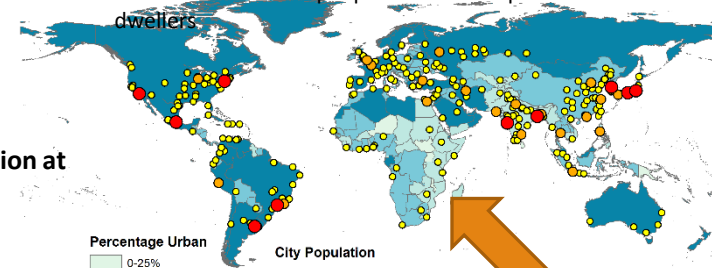 dwellers
ion at
Percentage Urban
City Population
0-25%